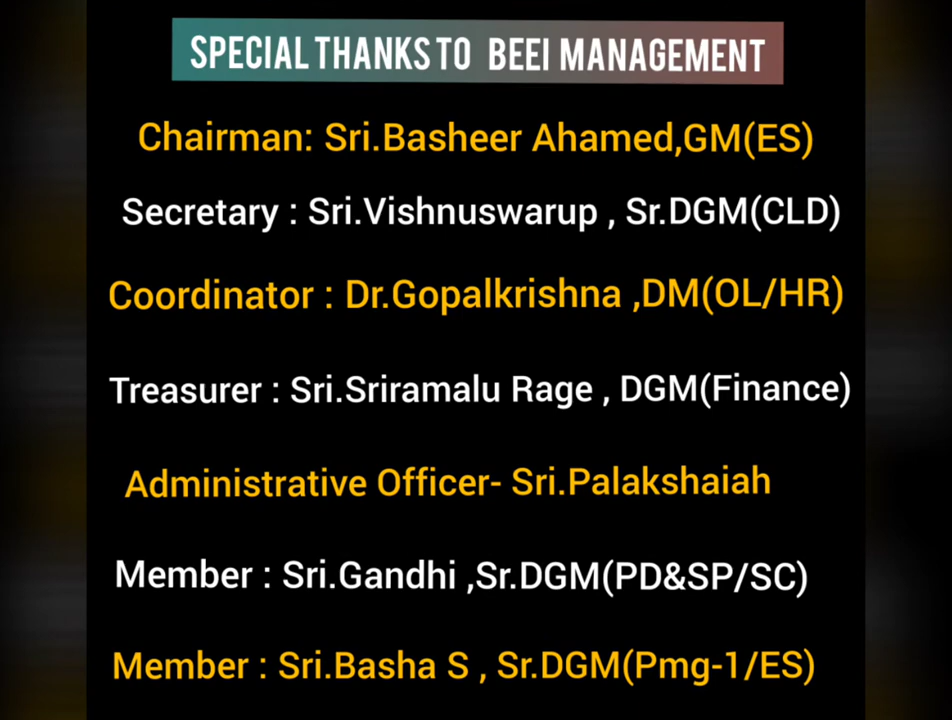 SPECIAL THANKS TO BEEI MANAGEMENT
Chairman: Sri.Basheer Ahamed,GM(ES)
Secretary : Sri.Vishnuswarup , Sr.DGM(CLD)
Coordinator : Dr.Gopalkrishna ,DM(OL/HR)
Treasurer : Sri.Sriramalu Rage , DGM(Finance)
Administrative Officer- Sri.Palakshaiah
Member : Sri.Gandhi ,Sr.DGM(PD&SP/SC)
Member : Sri.Basha S , Sr.DGM(Pmg-1/ES)